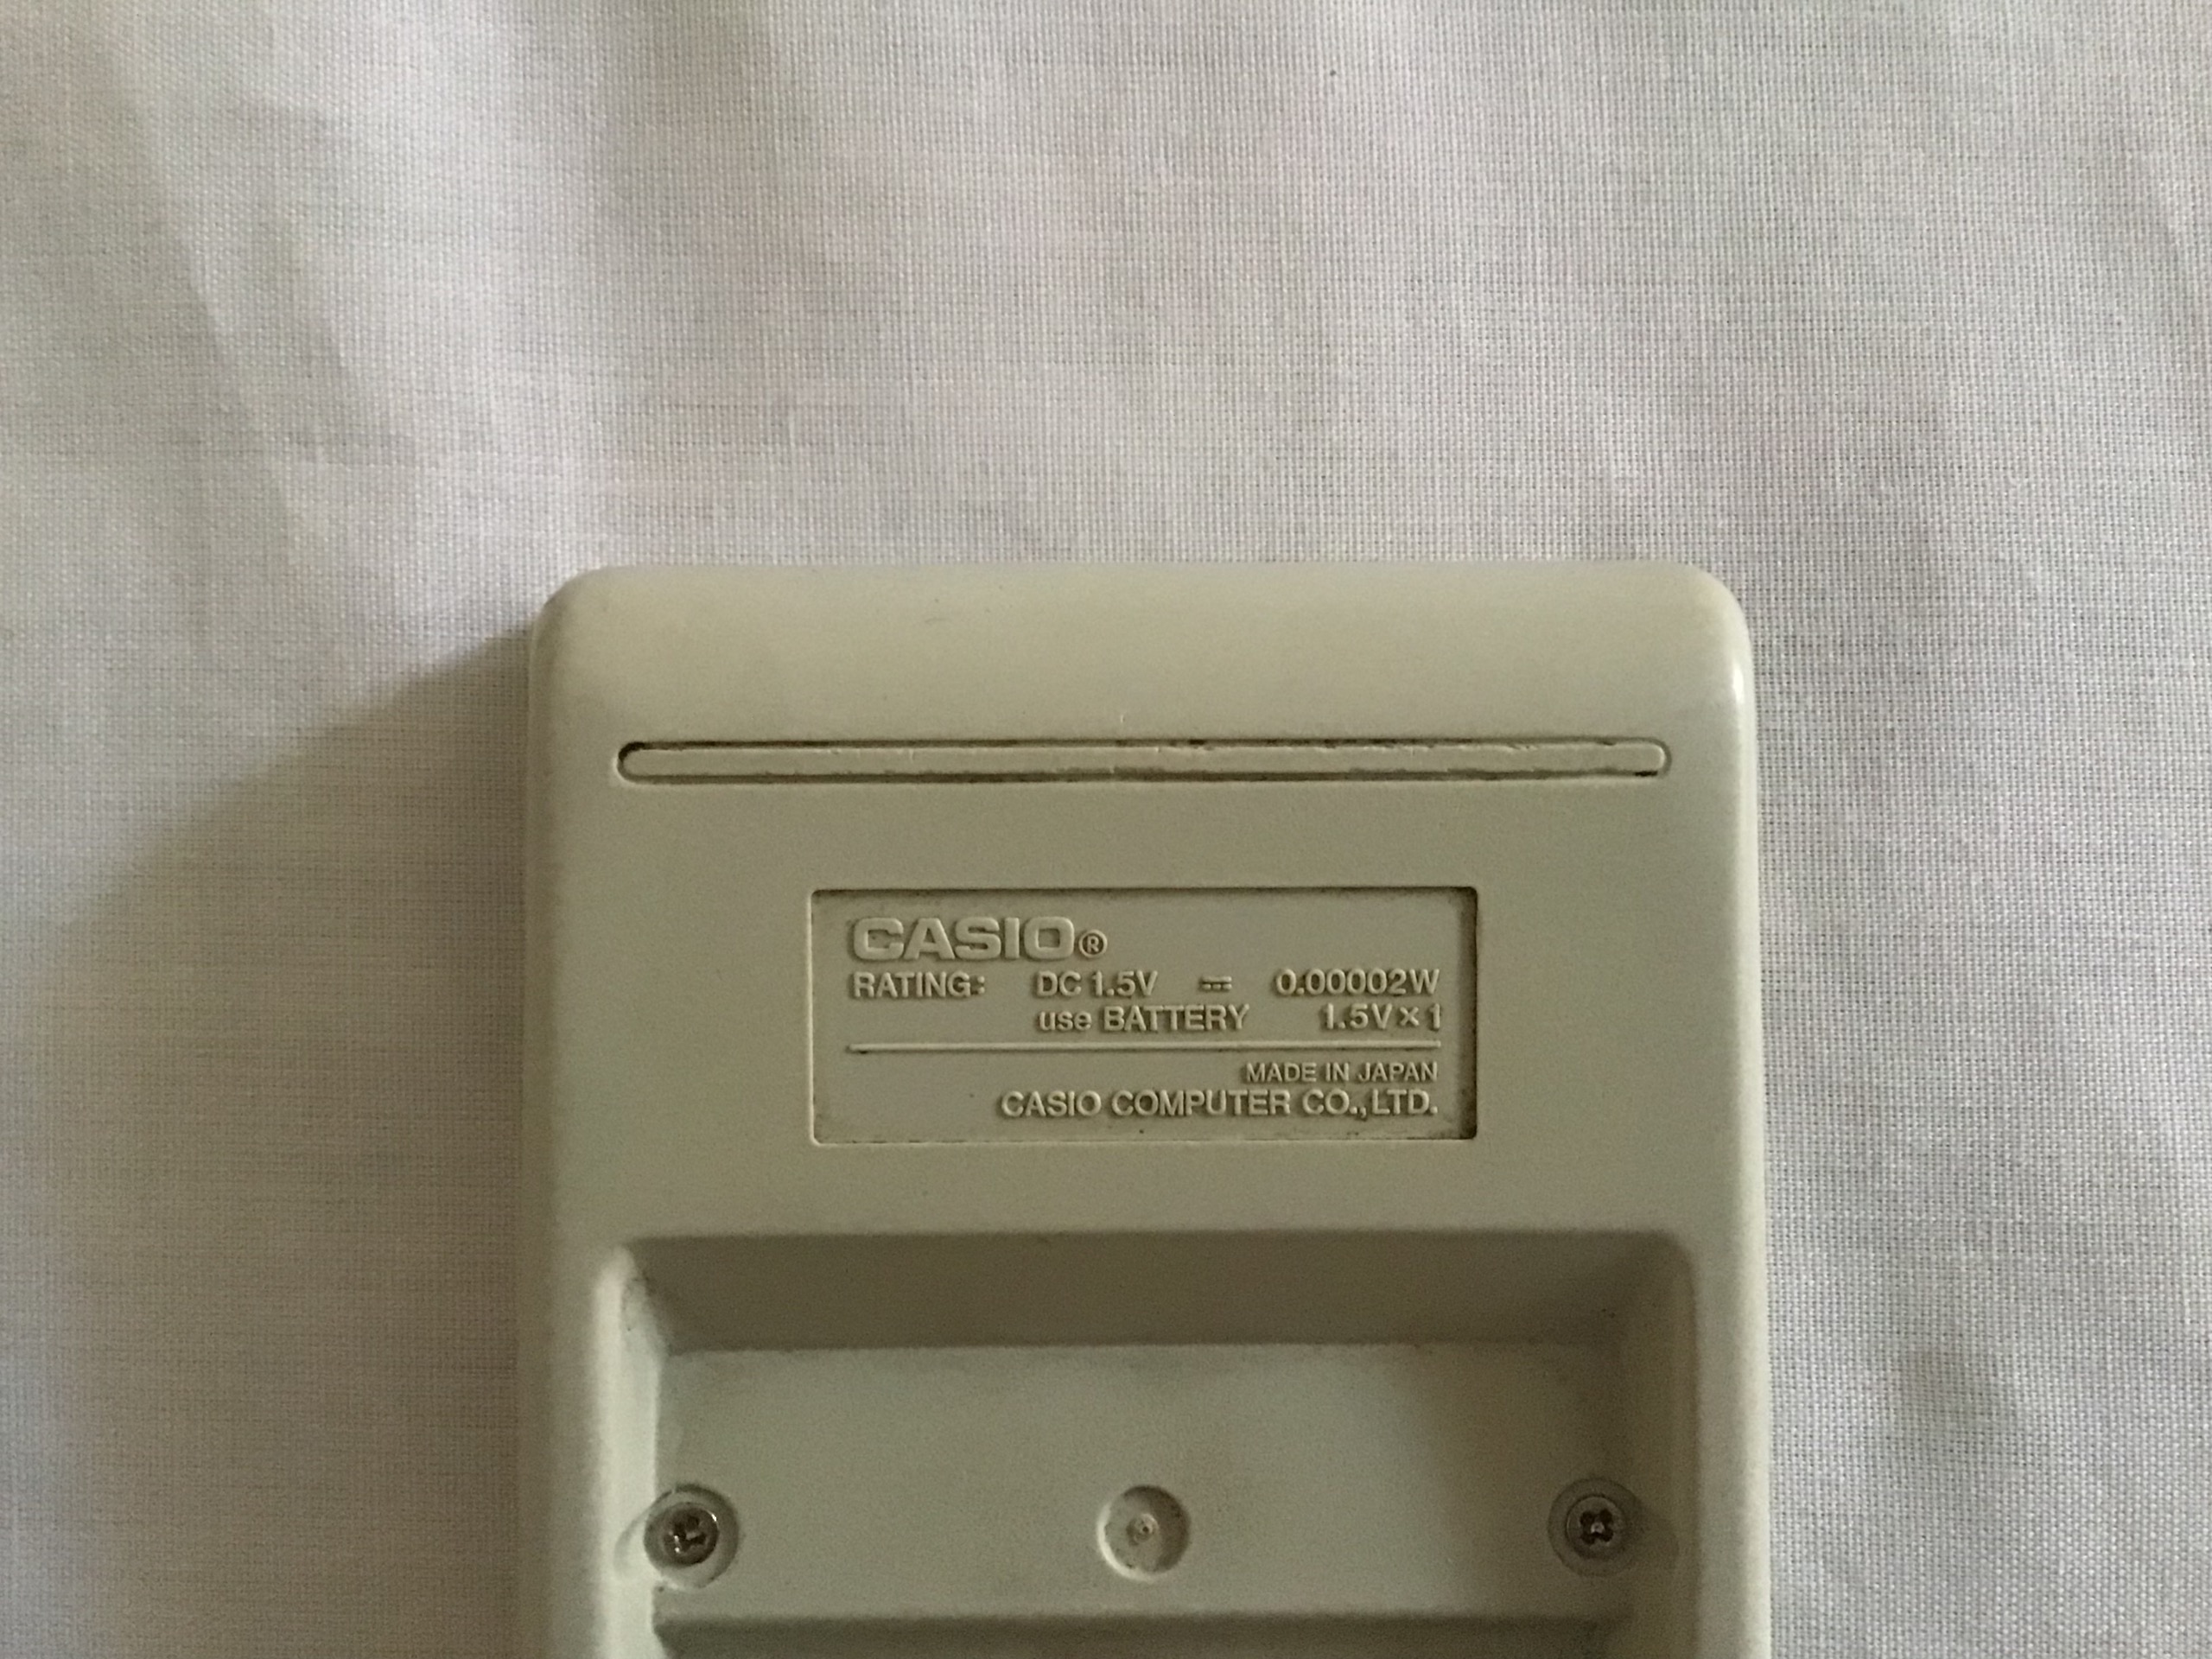 CASIO®
RATING: DC 1.5V ⎓ 0.00002W
use BATTERY 1.5V×1
MADE IN JAPAN
CASIO COMPUTER CO.,LTD.